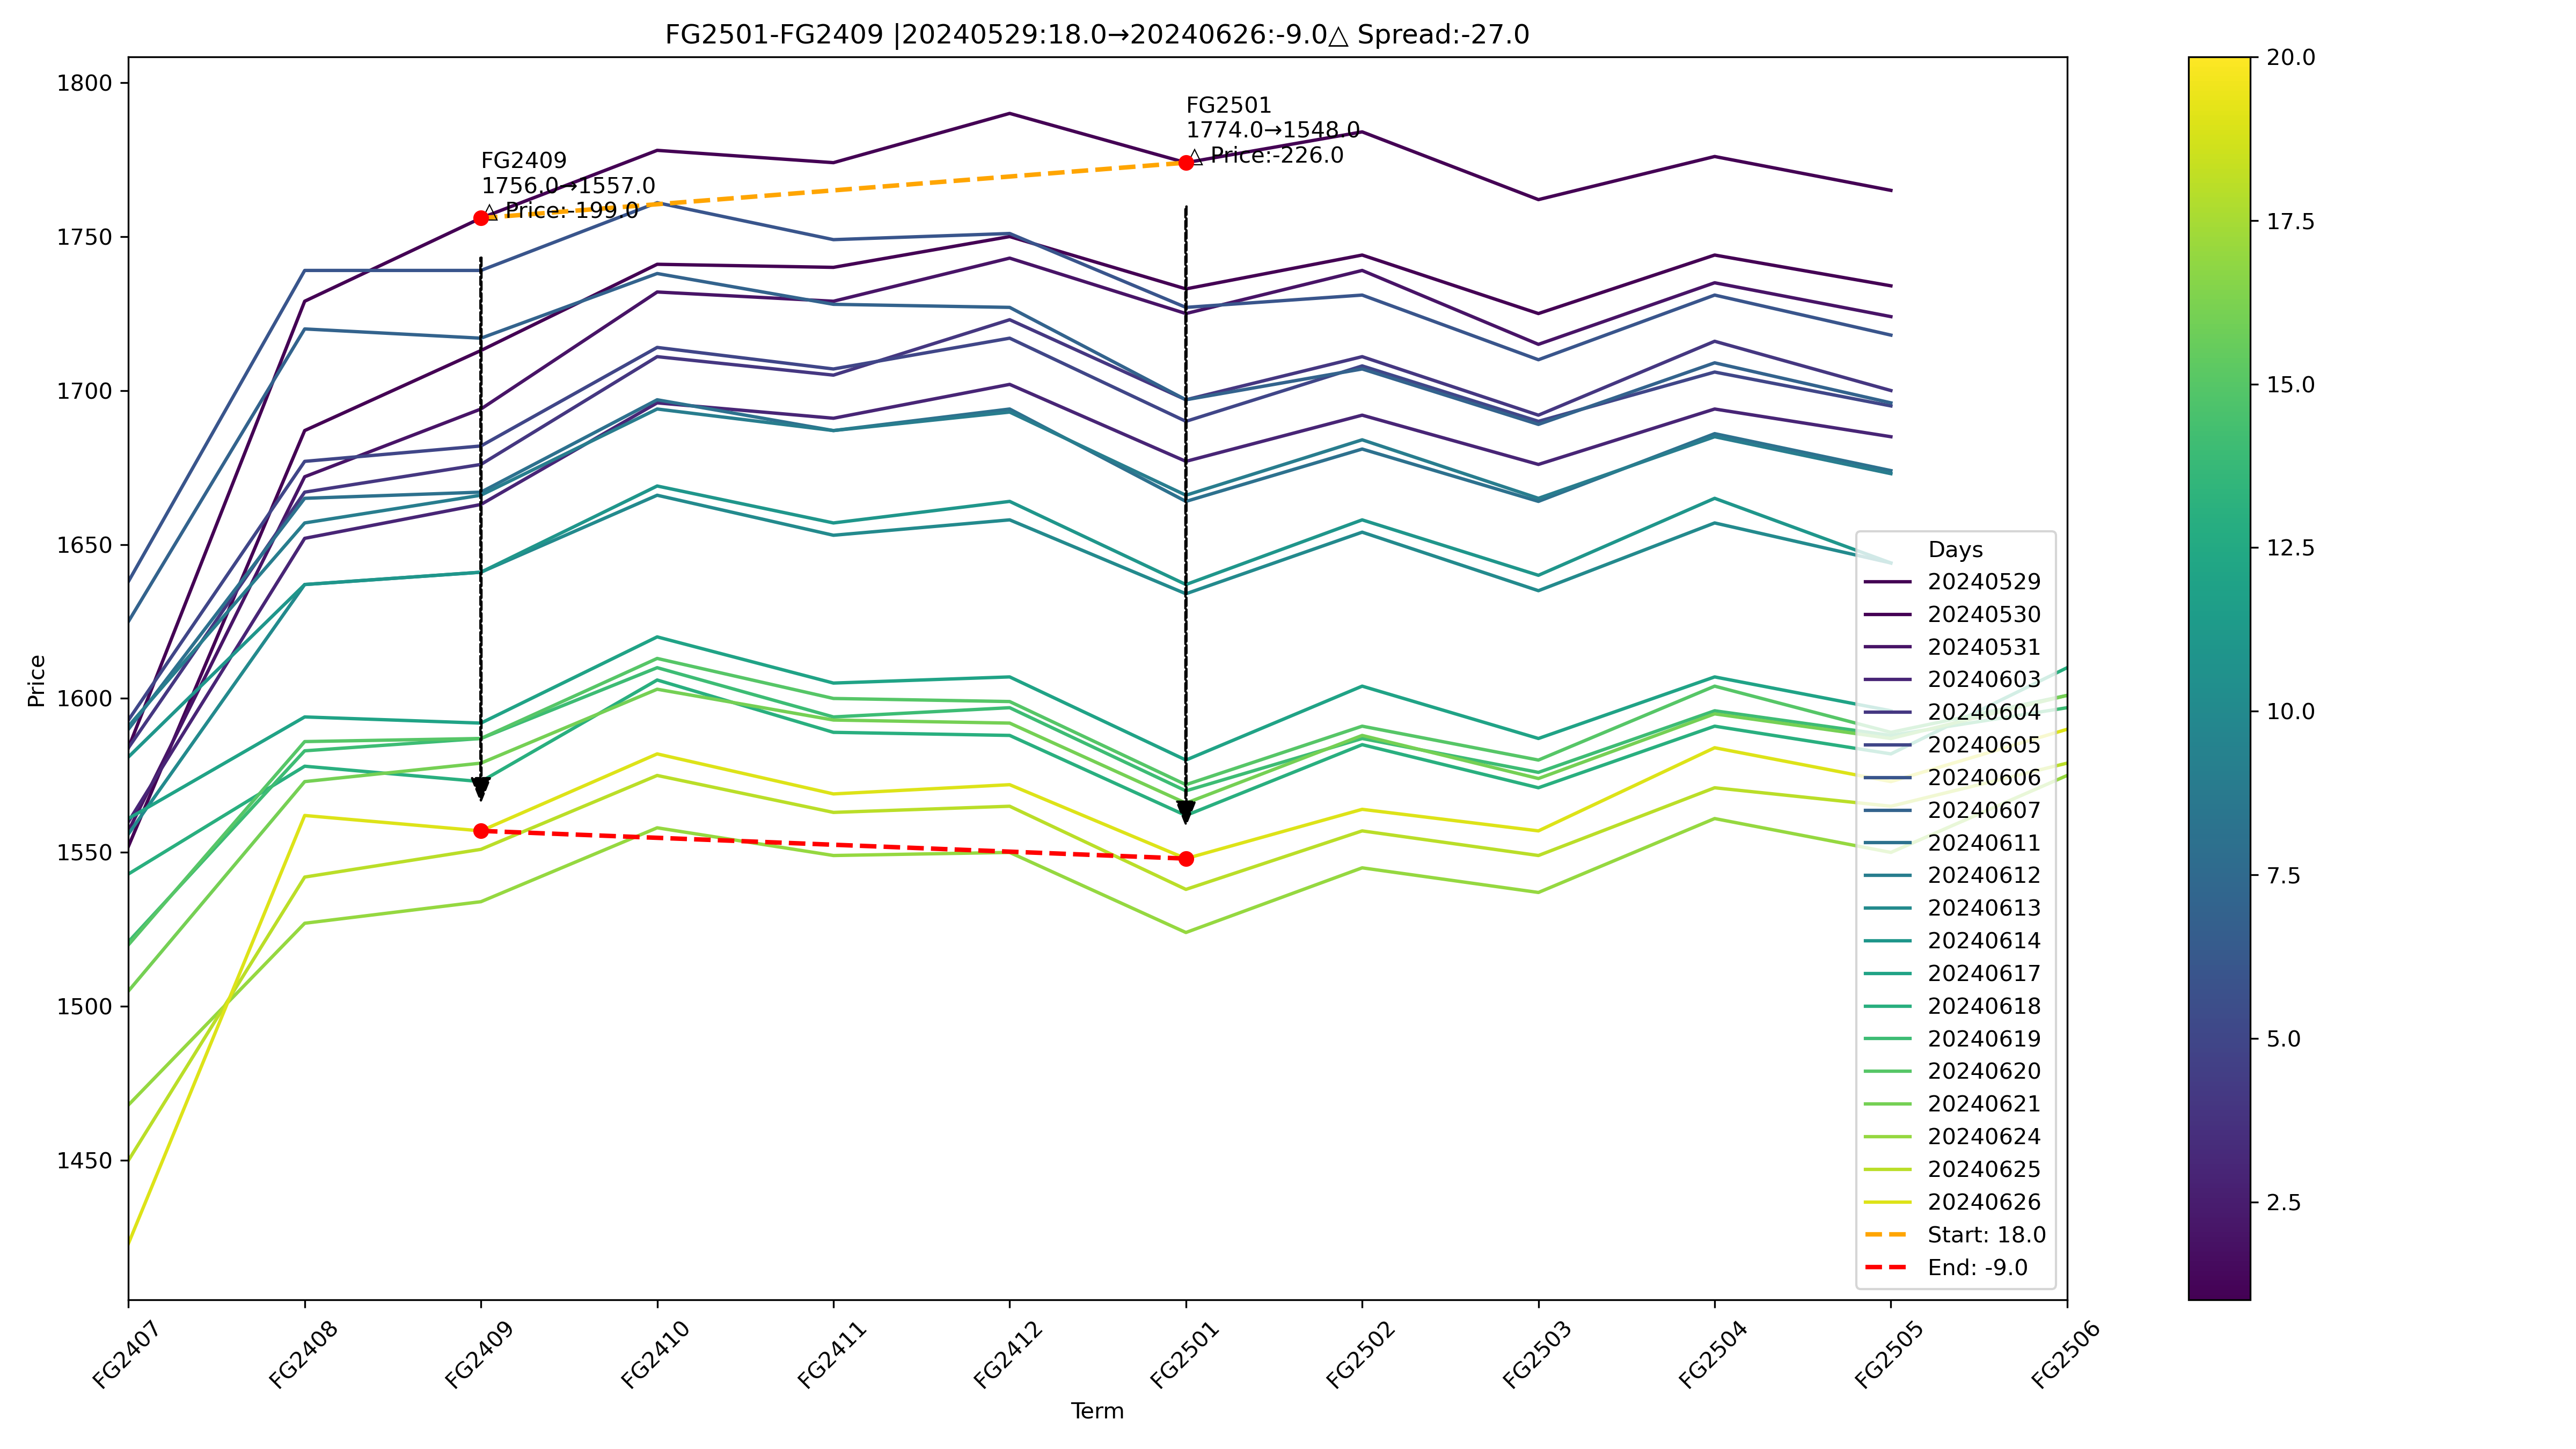 FG2501-FG2409 |20240529:18.0→20240626:-9.0△ Spread:-27.0
1800
1750
1700
1650
1600
1550
1500
1450
Price
FG2409
1756.0→1557.0
△ Price:-199.0
FG2501
1774.0→1548.0
△ Price:-226.0
Days
20240529
20240530
20240531
20240603
20240604
20240605
20240606
20240607
20240611
20240612
20240613
20240614
20240617
20240618
20240619
20240620
20240621
20240624
20240625
20240626
Start: 18.0
End: -9.0
FG2407
FG2408
FG2409
FG2410
FG2411
FG2412
FG2501
FG2502
FG2503
FG2504
FG2505
FG2506
Term
20.0
17.5
15.0
12.5
10.0
7.5
5.0
2.5